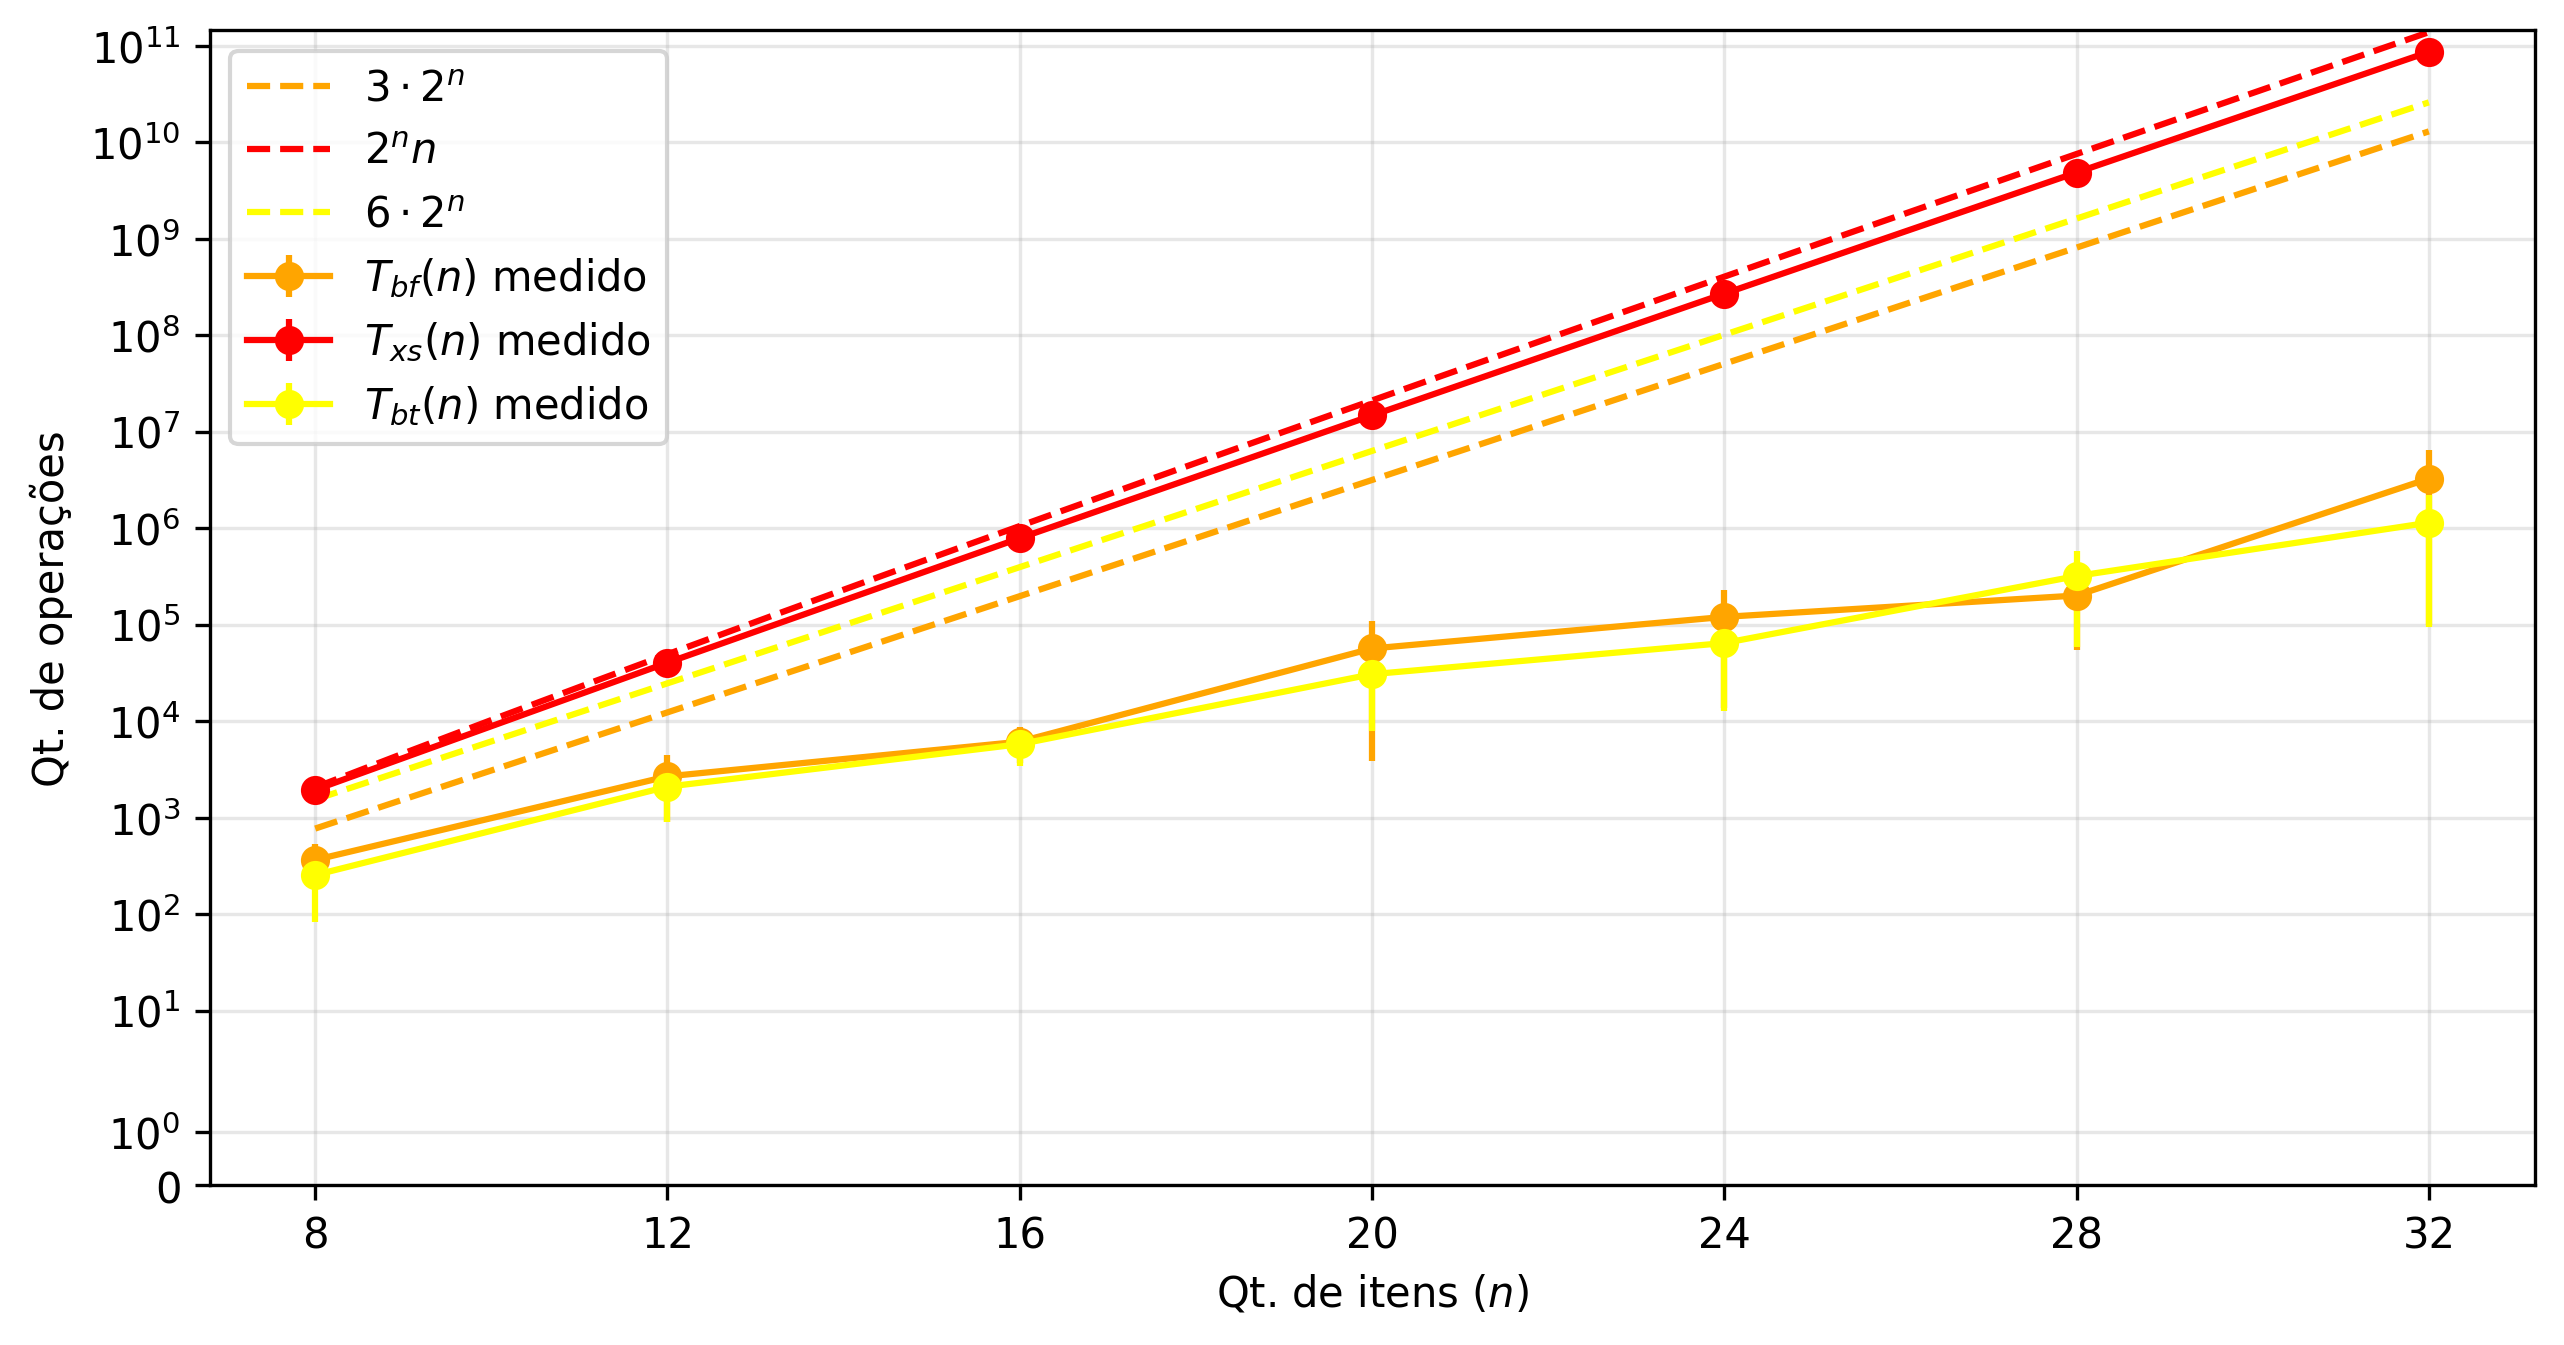 10¹¹
10¹⁰
10⁹
10⁸
10⁷
10⁶
10⁵
10⁴
10³
10²
10¹
10⁰
0
Qt. de operações
3 · 2ⁿ
2ⁿn
6 · 2ⁿ
T_bf(n) medido
T_xs(n) medido
T_bt(n) medido
8 12 16 20 24 28 32
Qt. de itens (n)